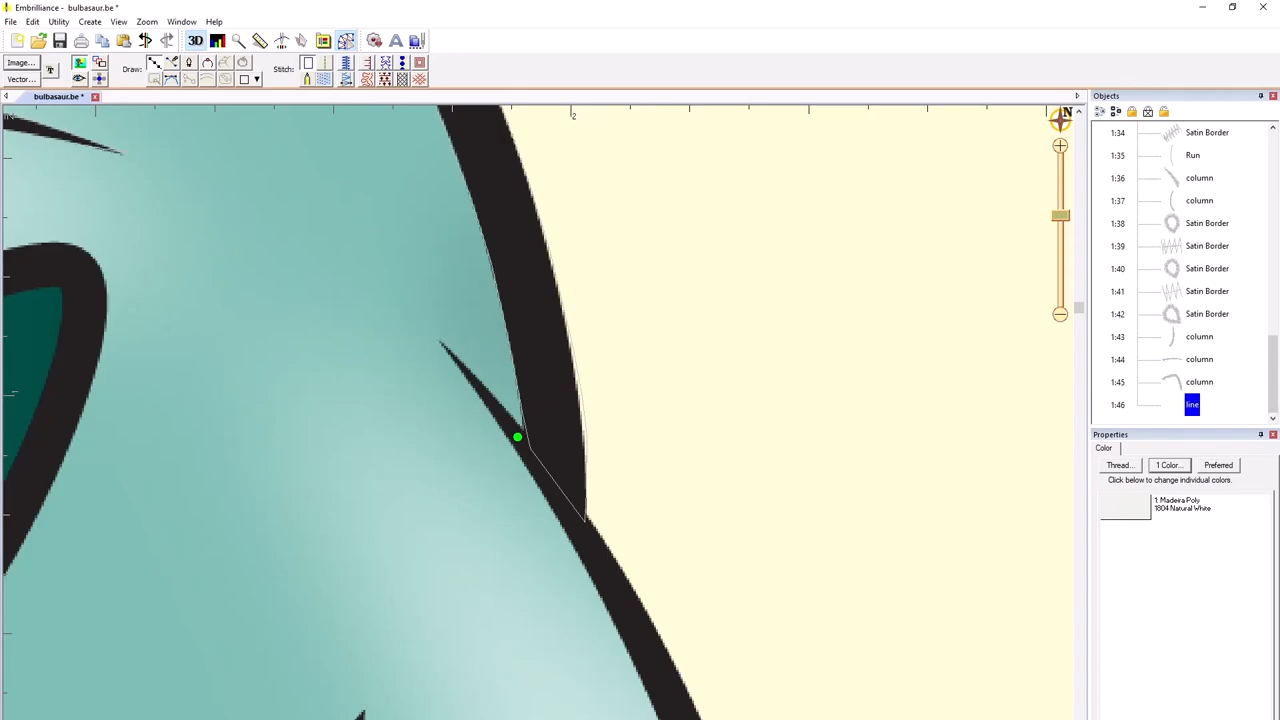 Embrilliance - bulbasaur.be *
File Edit Utility Create View Zoom Window Help
3D
Image... Draw: Stitch:
Vector...
bulbasaur.be *
2
N
Objects
1:34 Satin Border
1:35 Run
1:36 column
1:37 column
1:38 Satin Border
1:39 Satin Border
1:40 Satin Border
1:41 Satin Border
1:42 Satin Border
1:43 column
1:44 column
1:45 column
1:46 line
Properties
Color
Thread... 1 Color... Preferred
Click below to change individual colors.
1: Madeira Poly
1804 Natural White